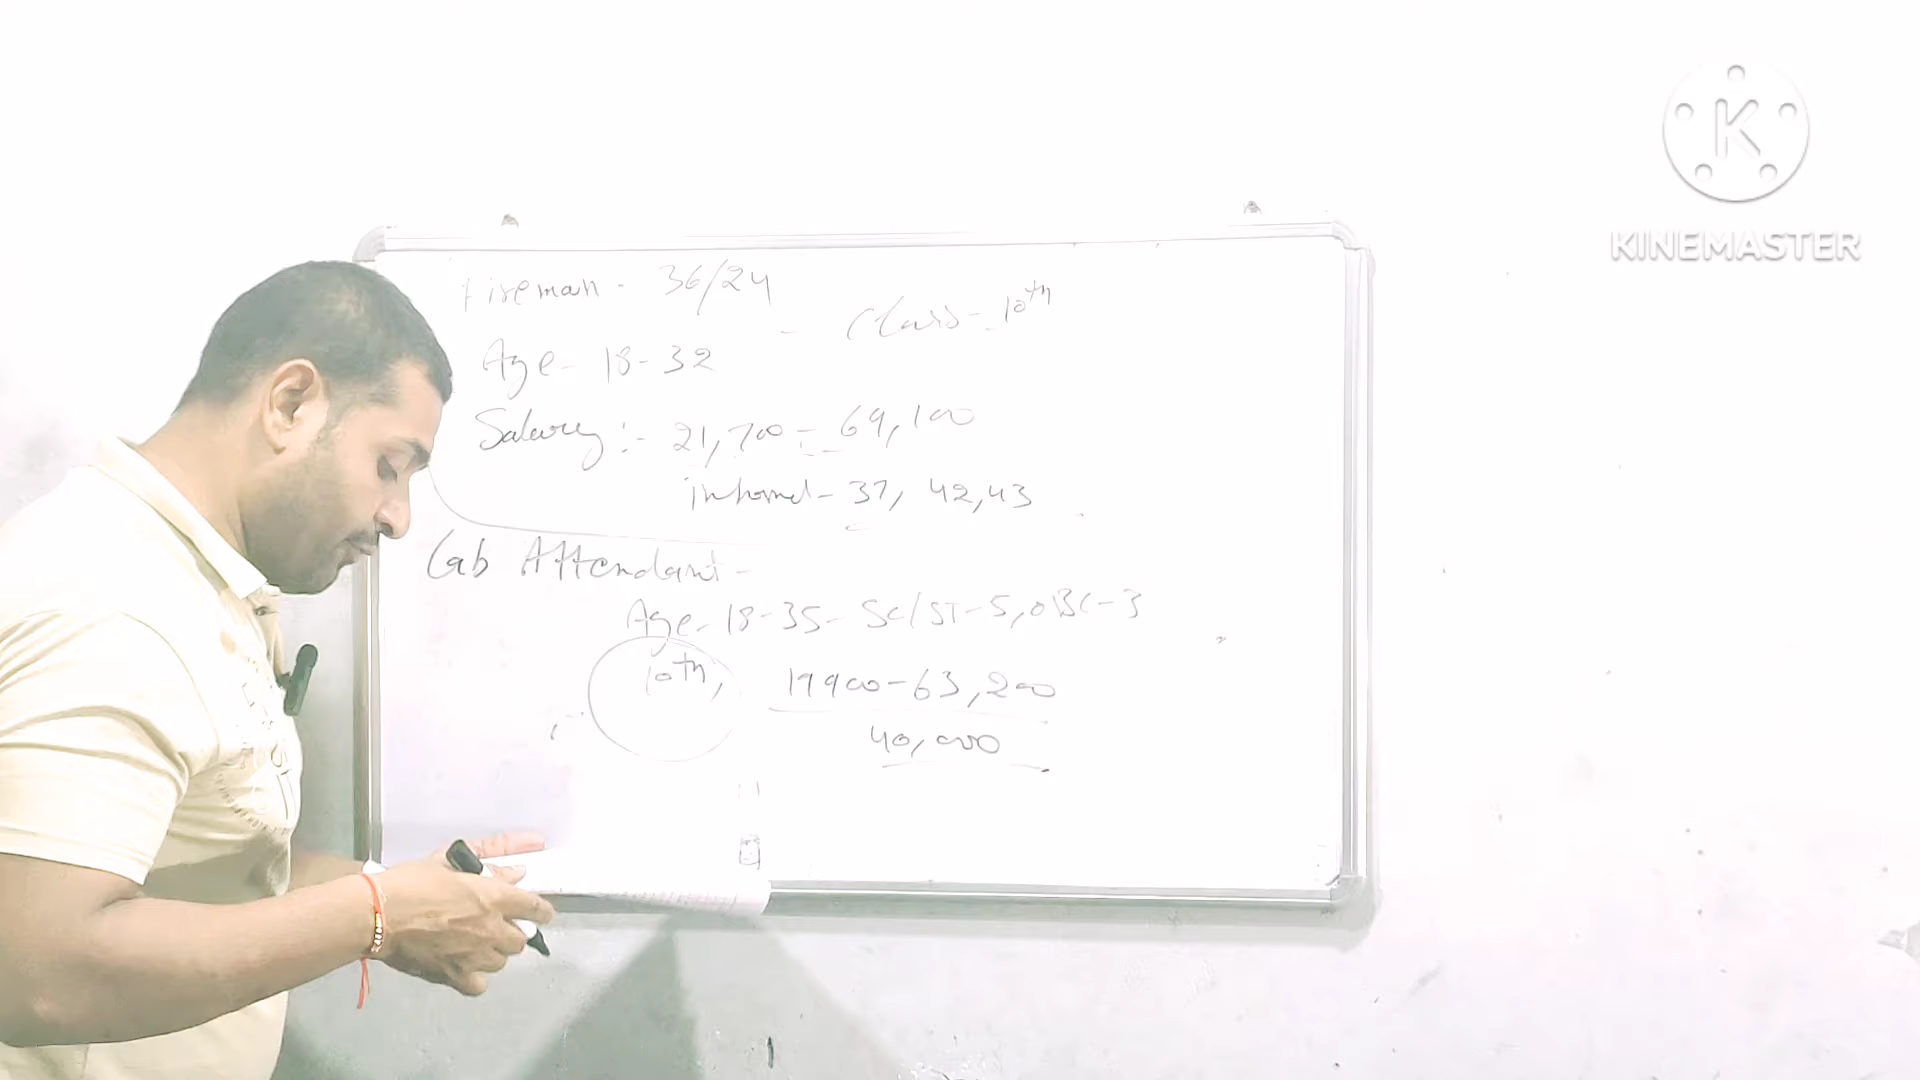 Fireman - 36/24
- Class - 10th
Age - 18-32
Salary :- 21,700 - 69,100
37, 42,43
Lab Attendant -
Age - 18-35 - SC/ST-5, OBC-3
10th, 19900-63,200
40,000
K
KINEMASTER